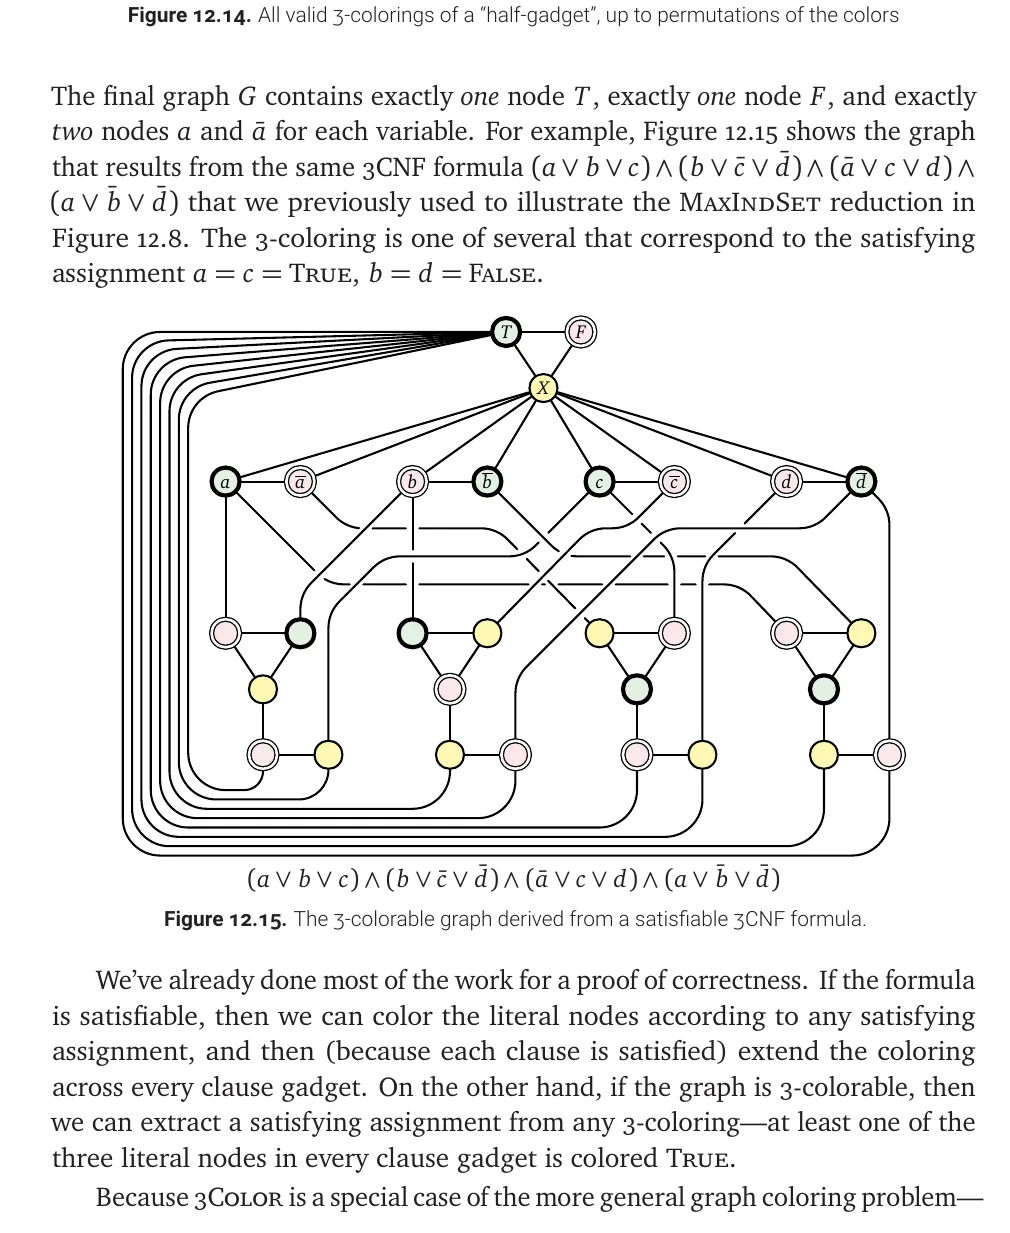 Figure 12.14. All valid 3-colorings of a “half-gadget”, up to permutations of the colors
The final graph G contains exactly one node T, exactly one node F, and exactly
two nodes a and ā for each variable. For example, Figure 12.15 shows the graph
that results from the same 3CNF formula (a ∨ b ∨ c) ∧ (b ∨ c̄ ∨ d̄) ∧ (ā ∨ c ∨ d) ∧
(a ∨ b̄ ∨ d̄) that we previously used to illustrate the MAXINDSET reduction in
Figure 12.8. The 3-coloring is one of several that correspond to the satisfying
assignment a = c = TRUE, b = d = FALSE.
T F
X
a ā b b̄ c c̄ d d̄
(a ∨ b ∨ c) ∧ (b ∨ c̄ ∨ d̄) ∧ (ā ∨ c ∨ d) ∧ (a ∨ b̄ ∨ d̄)
Figure 12.15. The 3-colorable graph derived from a satisfiable 3CNF formula.
We’ve already done most of the work for a proof of correctness. If the formula
is satisfiable, then we can color the literal nodes according to any satisfying
assignment, and then (because each clause is satisfied) extend the coloring
across every clause gadget. On the other hand, if the graph is 3-colorable, then
we can extract a satisfying assignment from any 3-coloring—at least one of the
three literal nodes in every clause gadget is colored TRUE.
Because 3COLOR is a special case of the more general graph coloring problem—